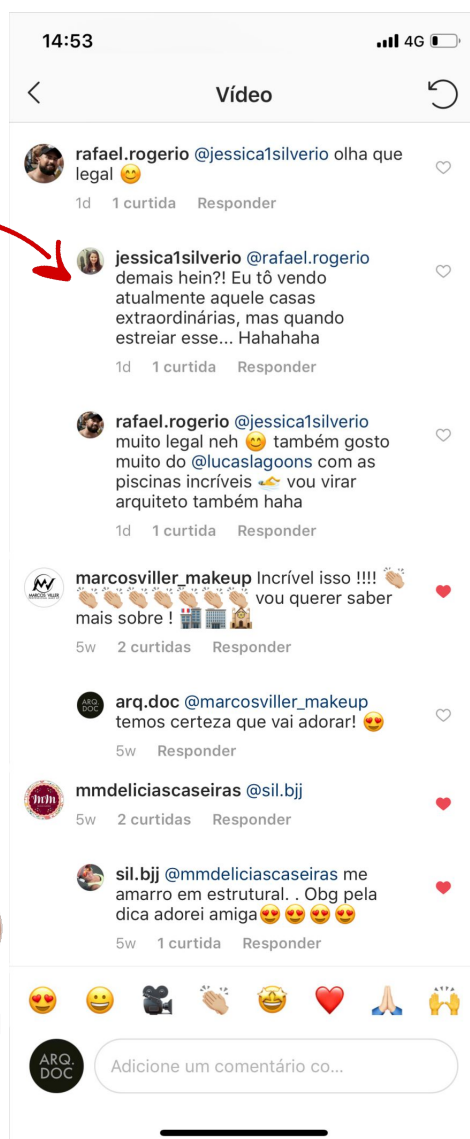 14:53
4G
Vídeo
rafael.rogerio @jessica1silverio olha que
legal 😊
1d 1 curtida Responder
jessica1silverio @rafael.rogerio
demais hein?! Eu tô vendo
atualmente aquele casas
extraordinárias, mas quando
estreiar esse... Hahahaha
1d 1 curtida Responder
rafael.rogerio @jessica1silverio
muito legal neh 😊 também gosto
muito do @lucaslagoons com as
piscinas incríveis 🏊 vou virar
arquiteto também haha
1d 1 curtida Responder
MARCOS VILLER
marcosviller_makeup Incrível isso !!!! 👏🏼
👏🏼👏🏼👏🏼👏🏼👏🏼👏🏼 vou querer saber
mais sobre ! 🏬🏢🕍
5w 2 curtidas Responder
ARQ.
DOC
arq.doc @marcosviller_makeup
temos certeza que vai adorar! 😍
5w Responder
mm
mmdeliciascaseiras @sil.bjj
5w 2 curtidas Responder
sil.bjj @mmdeliciascaseiras me
amarro em estrutural. . Obg pela
dica adorei amiga😍😍😍😍
5w 1 curtida Responder
😍 😀 🎥 👏🏼 🤩 ❤️ 🙏🏻 🙌🏻
ARQ.
DOC
Adicione um comentário co...